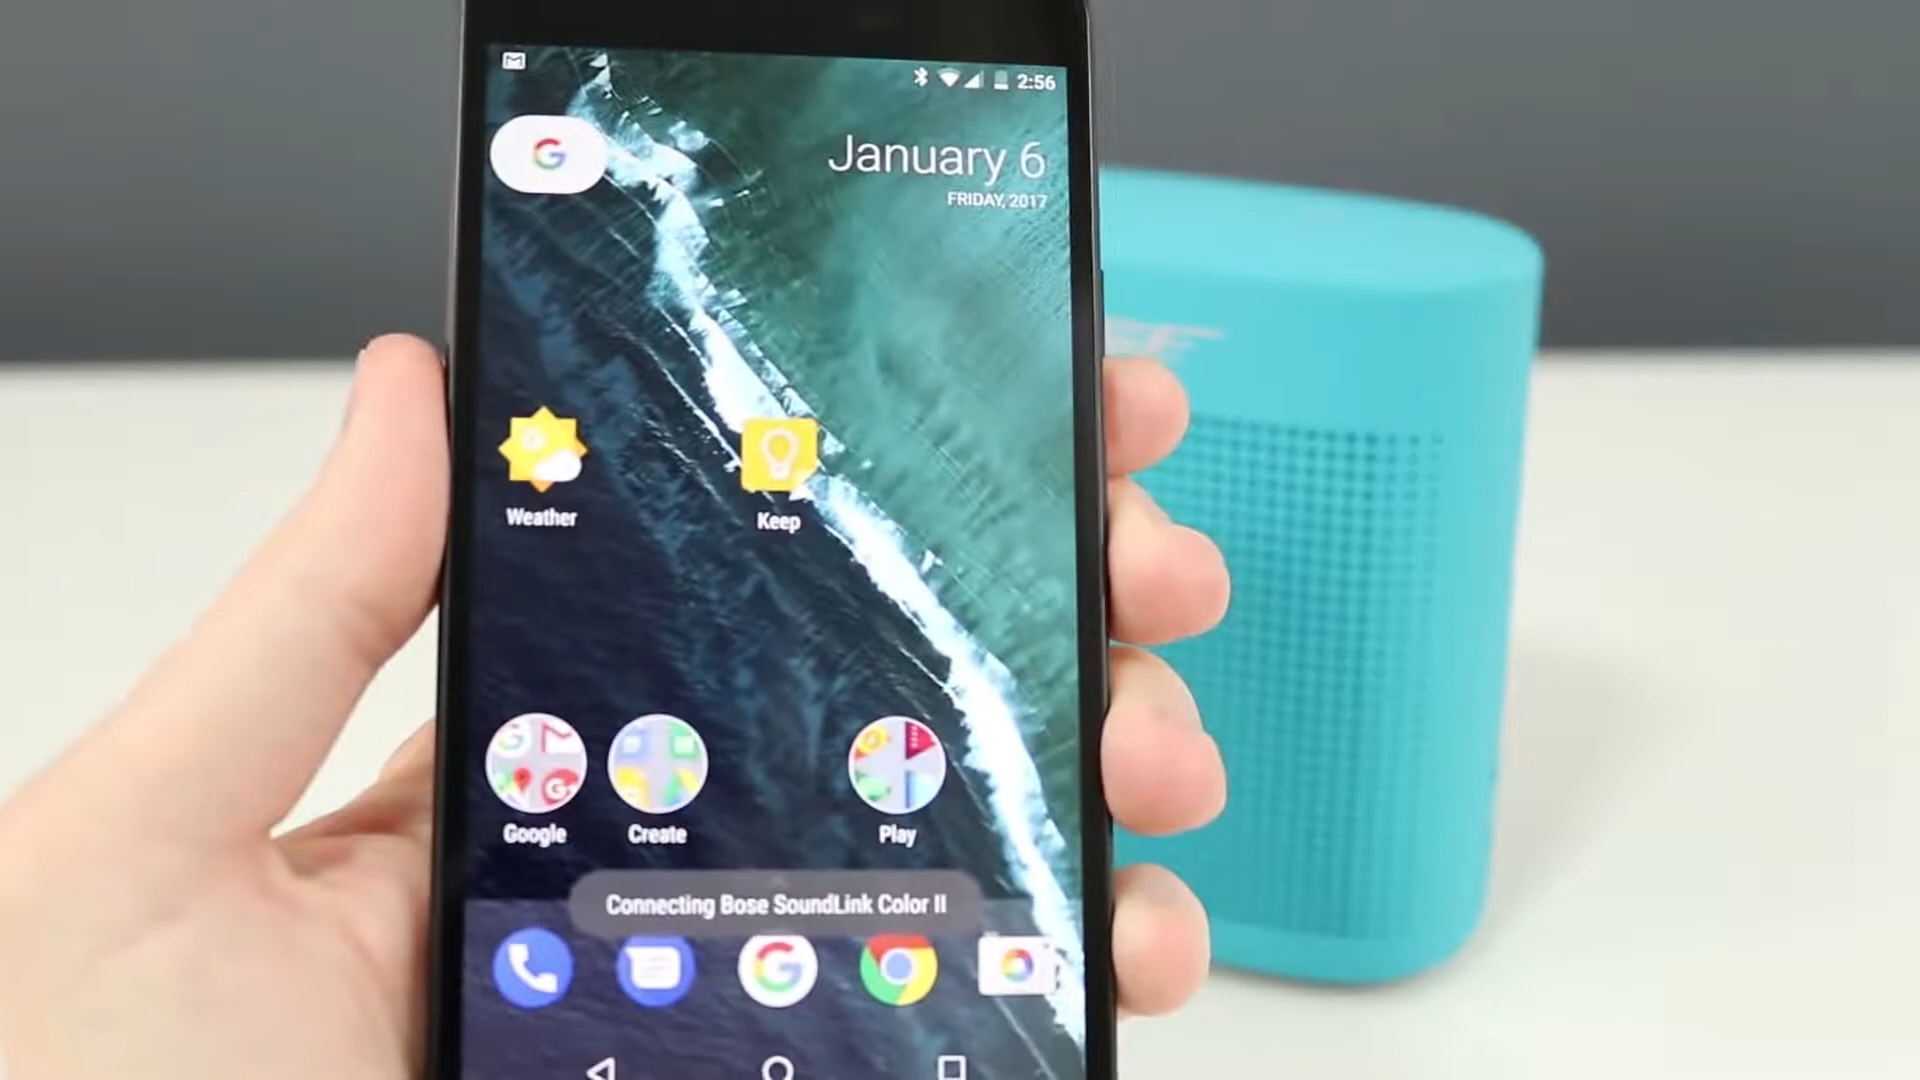 2:56
G
January 6
FRIDAY, 2017
Weather
Keep
Google
Create
Play
Connecting Bose SoundLink Color II